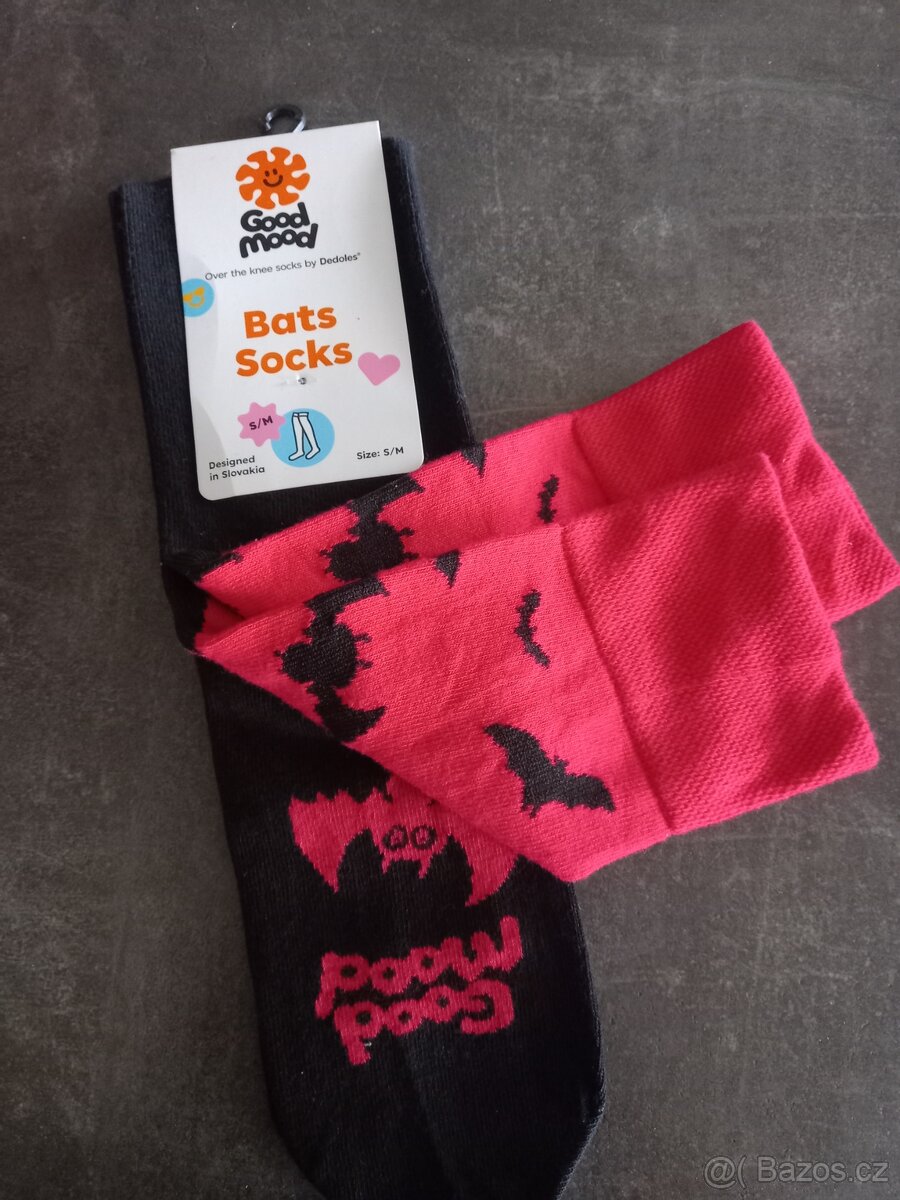 Good
Mood
Over the knee socks by Dedoles®
Bats
Socks
S/M
Designed
in Slovakia
Size: S/M
Good
Mood
@( Bazos.cz